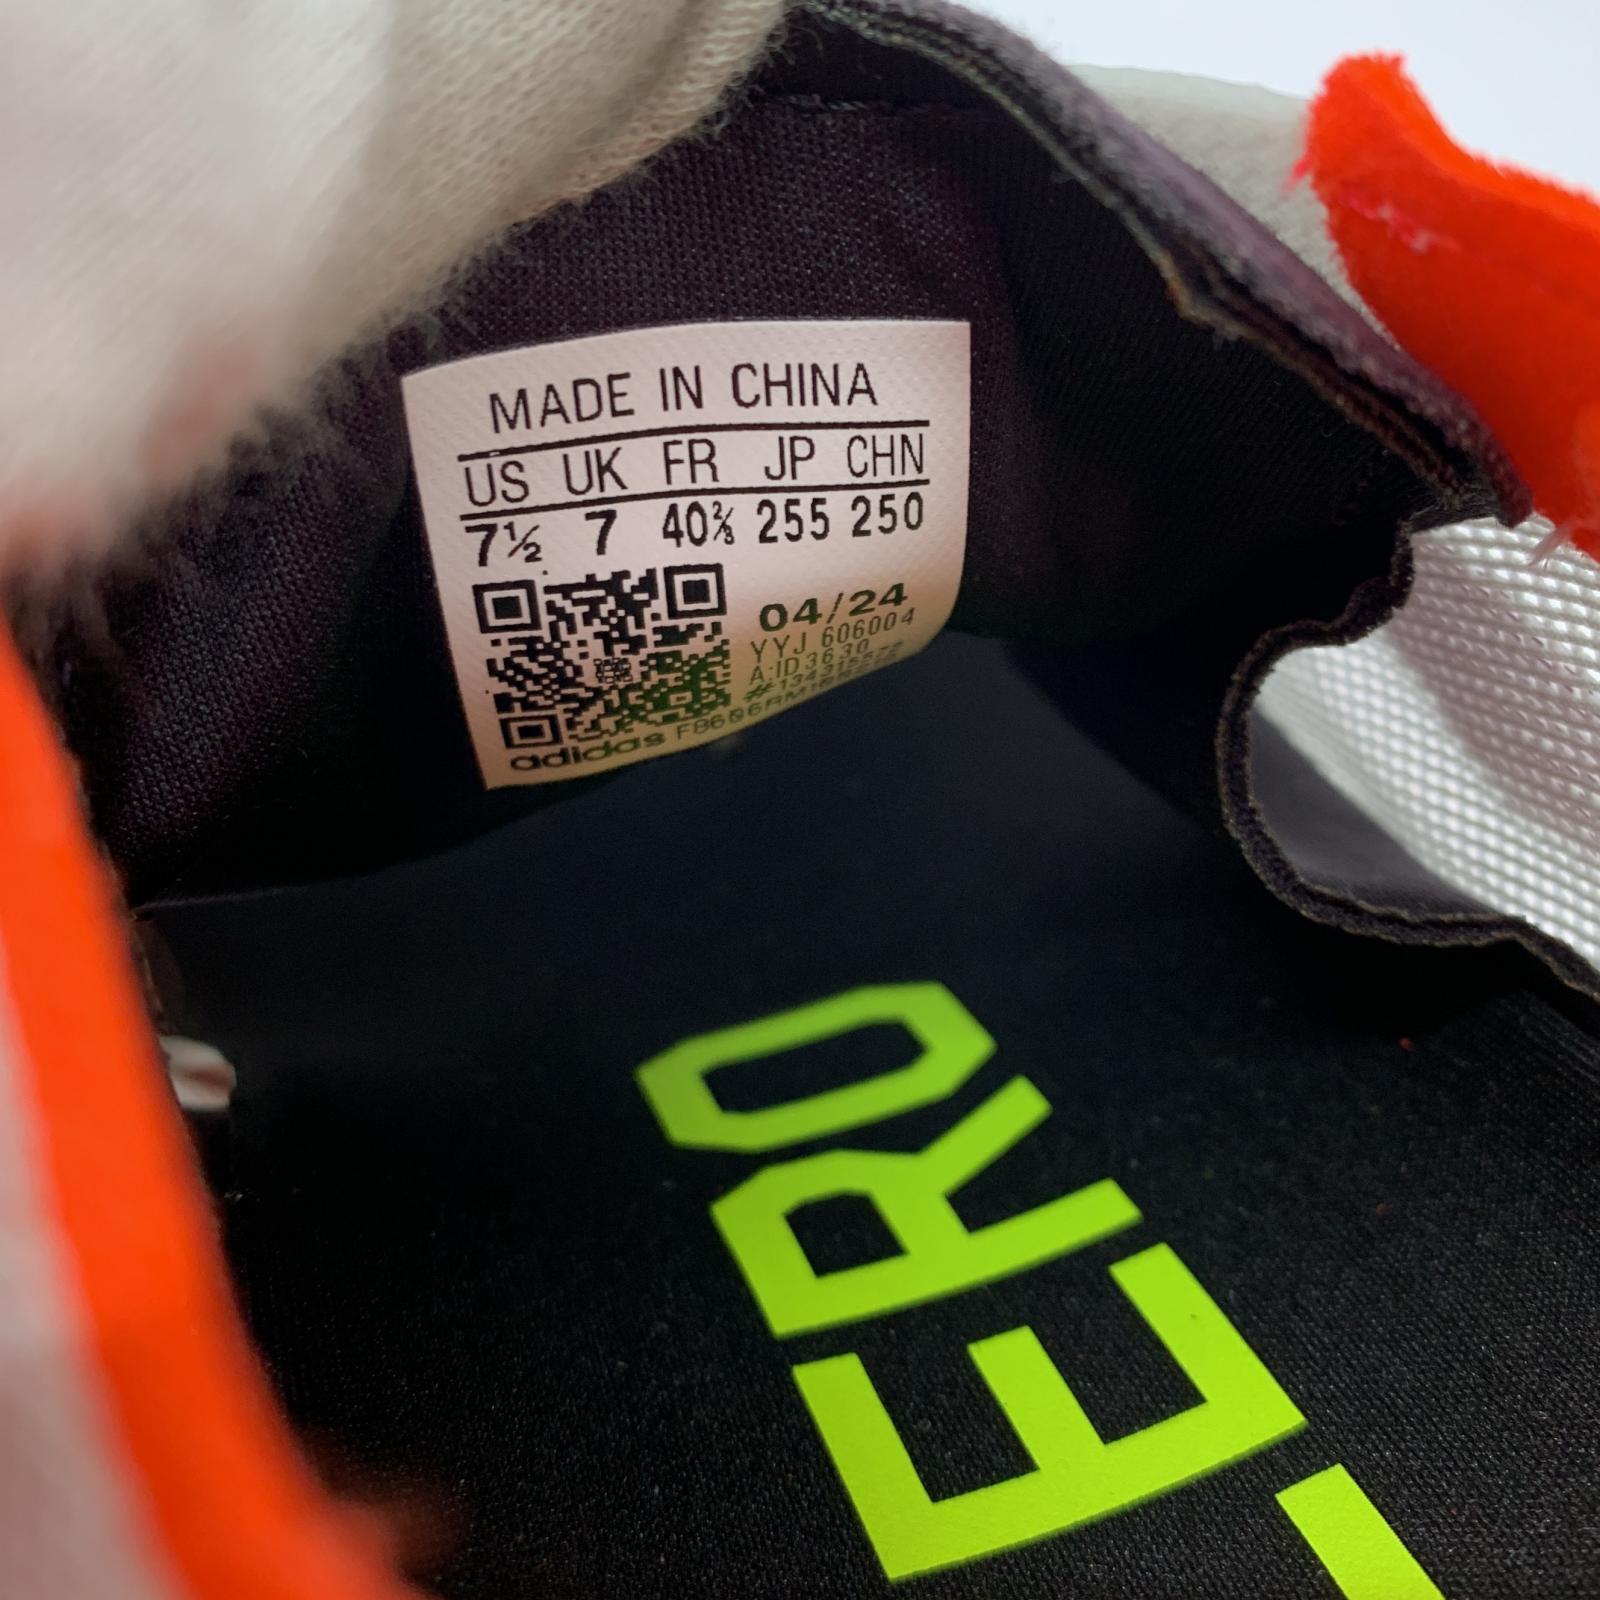 MADE IN CHINA
US UK FR JP CHN
7½ 7 40⅔ 255 250
04/24
YYJ 606004
A:ID3630
adidas
ERO